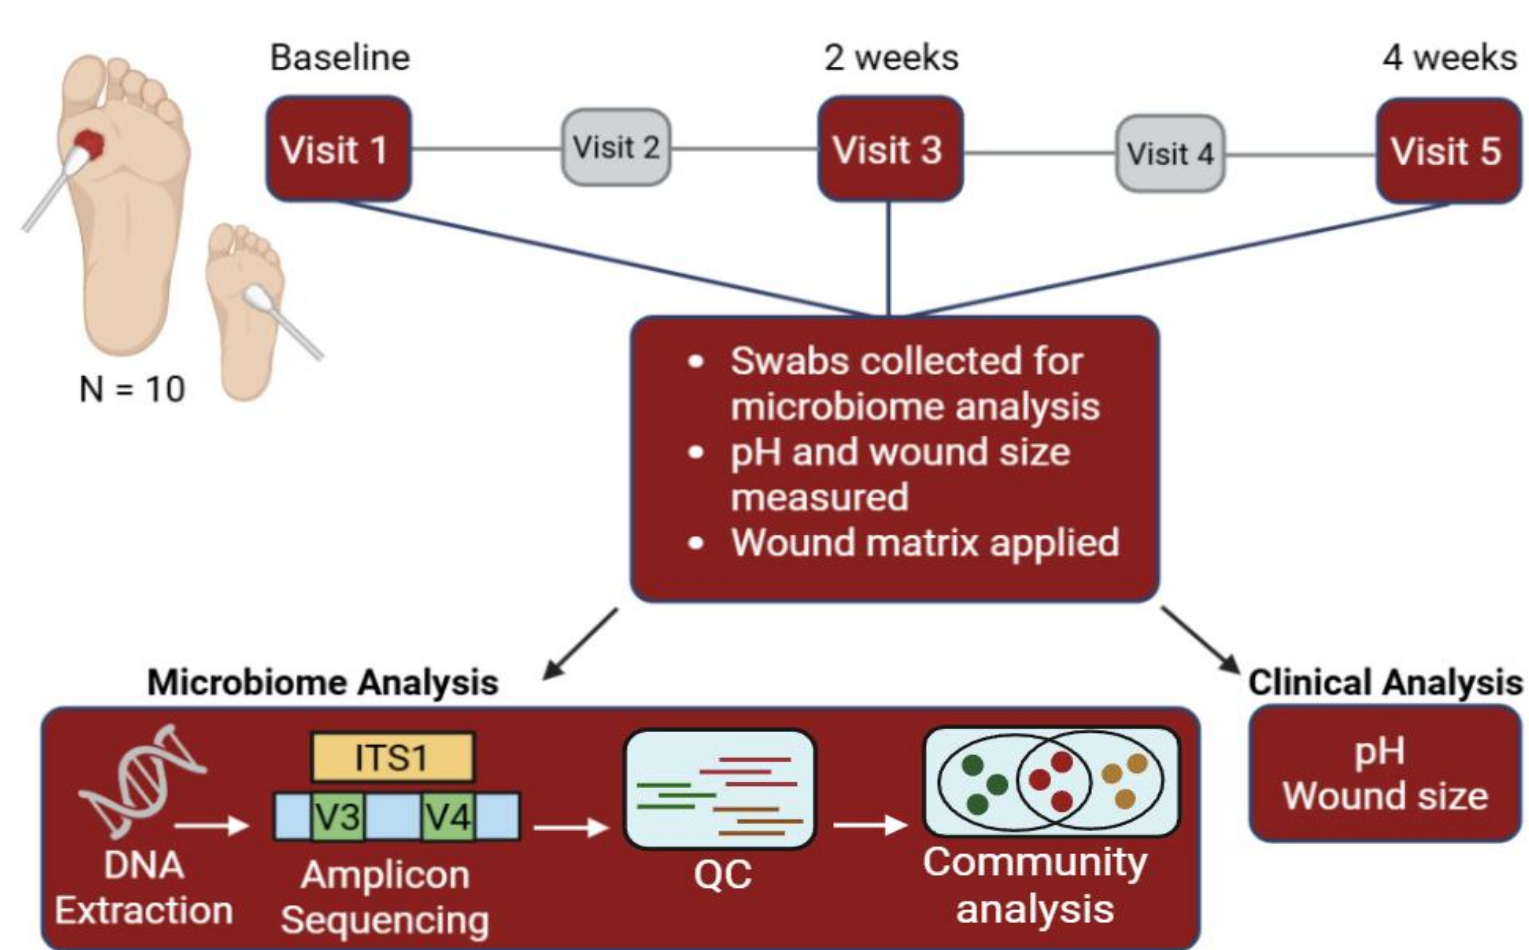 Baseline
2 weeks
4 weeks
Visit 1
Visit 2
Visit 3
Visit 4
Visit 5
N = 10
• Swabs collected for
microbiome analysis
• pH and wound size
measured
• Wound matrix applied
Microbiome Analysis
Clinical Analysis
ITS1
V3
V4
DNA
Extraction
Amplicon
Sequencing
QC
Community
analysis
pH
Wound size